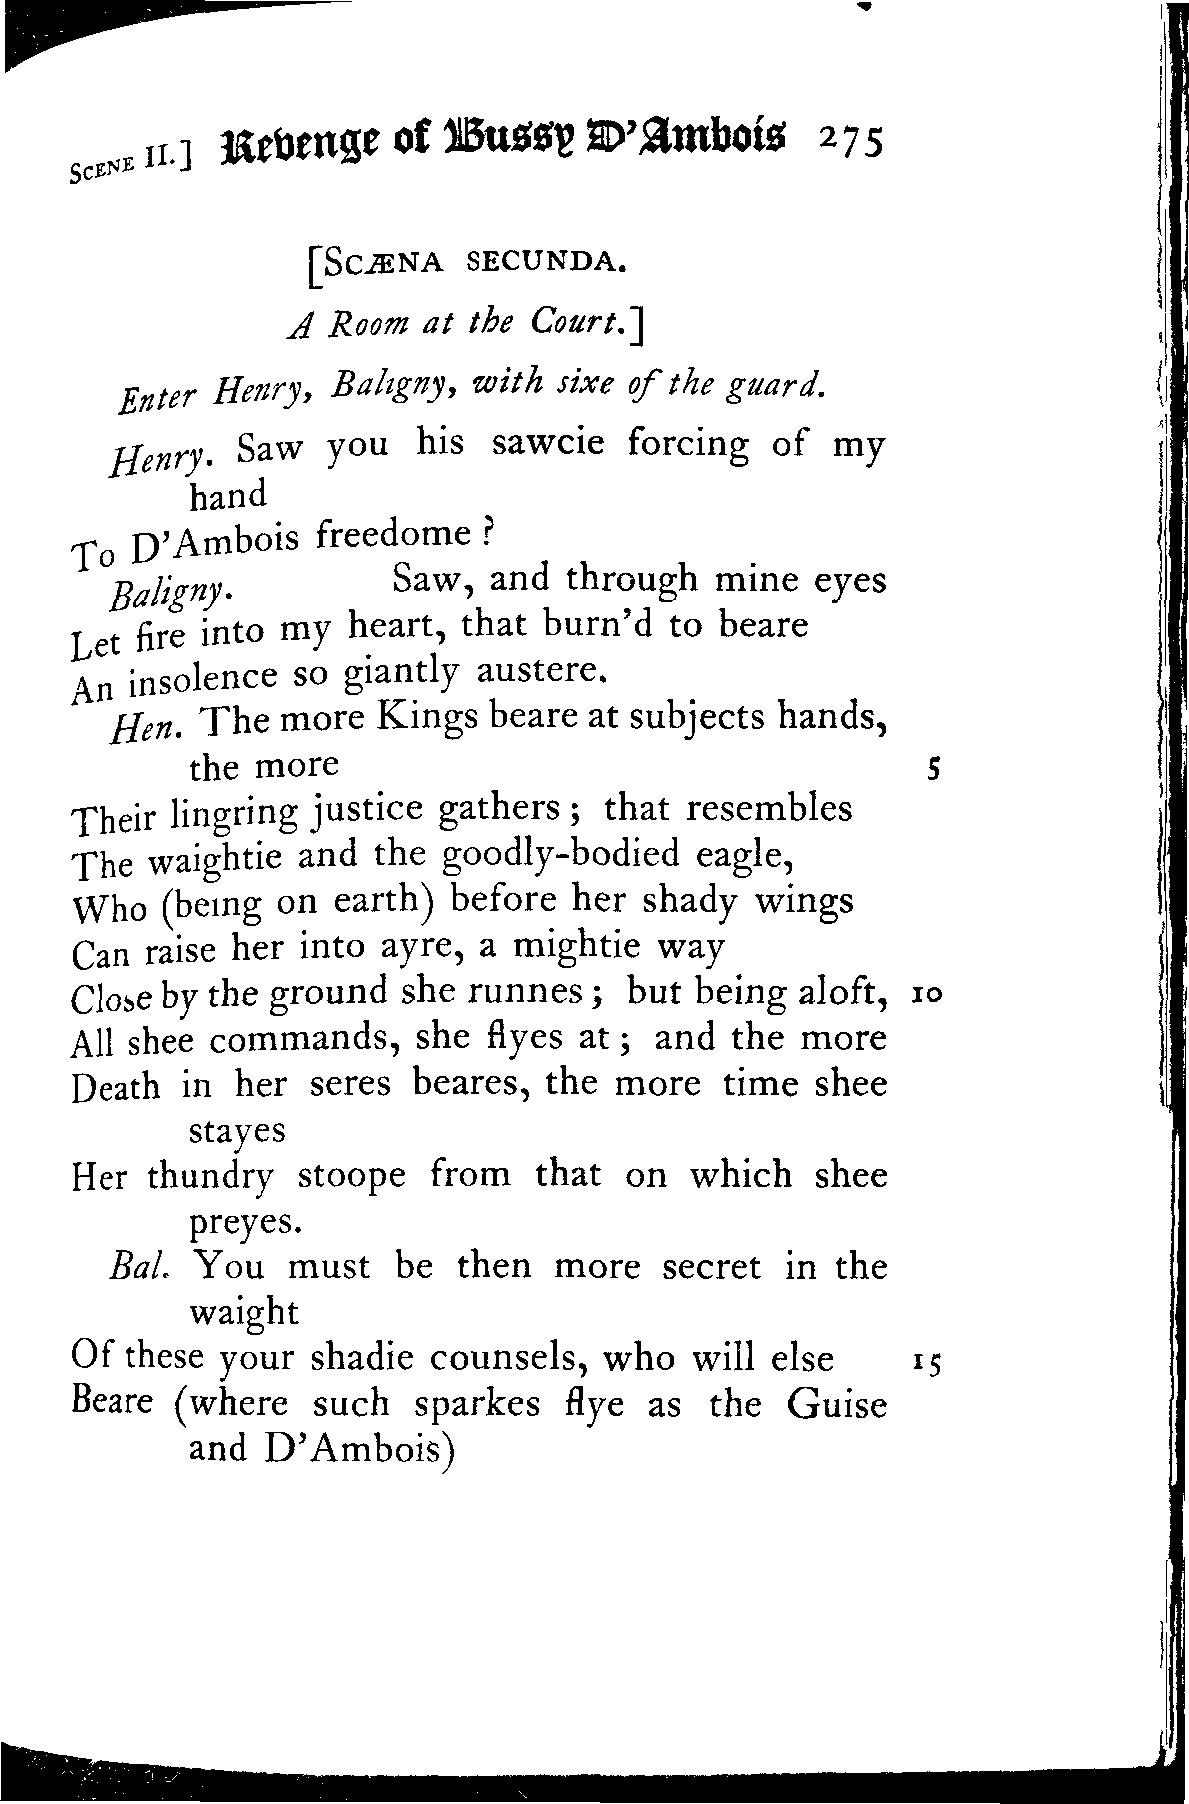 SCENE II.] Revenge of Bussy D'Ambois 275
[SCÆNA SECUNDA.
A Room at the Court.]
Enter Henry, Baligny, with sixe of the guard.
Henry. Saw you his sawcie forcing of my
hand
To D'Ambois freedome ?
Baligny. Saw, and through mine eyes
Let fire into my heart, that burn'd to beare
An insolence so giantly austere.
Hen. The more Kings beare at subjects hands,
the more 5
Their lingring justice gathers ; that resembles
The waightie and the goodly-bodied eagle,
Who (being on earth) before her shady wings
Can raise her into ayre, a mightie way
Close by the ground she runnes ; but being aloft, 10
All shee commands, she flyes at ; and the more
Death in her seres beares, the more time shee
stayes
Her thundry stoope from that on which shee
preyes.
Bal. You must be then more secret in the
waight
Of these your shadie counsels, who will else 15
Beare (where such sparkes flye as the Guise
and D'Ambois)